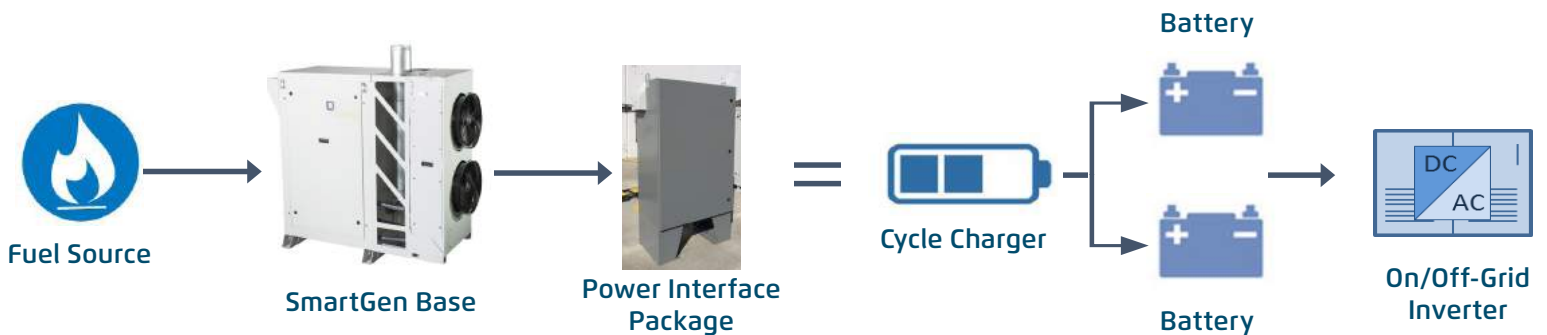 Battery
Fuel Source
SmartGen Base
Power Interface
Package
Cycle Charger
Battery
DC
AC
On/Off-Grid
Inverter